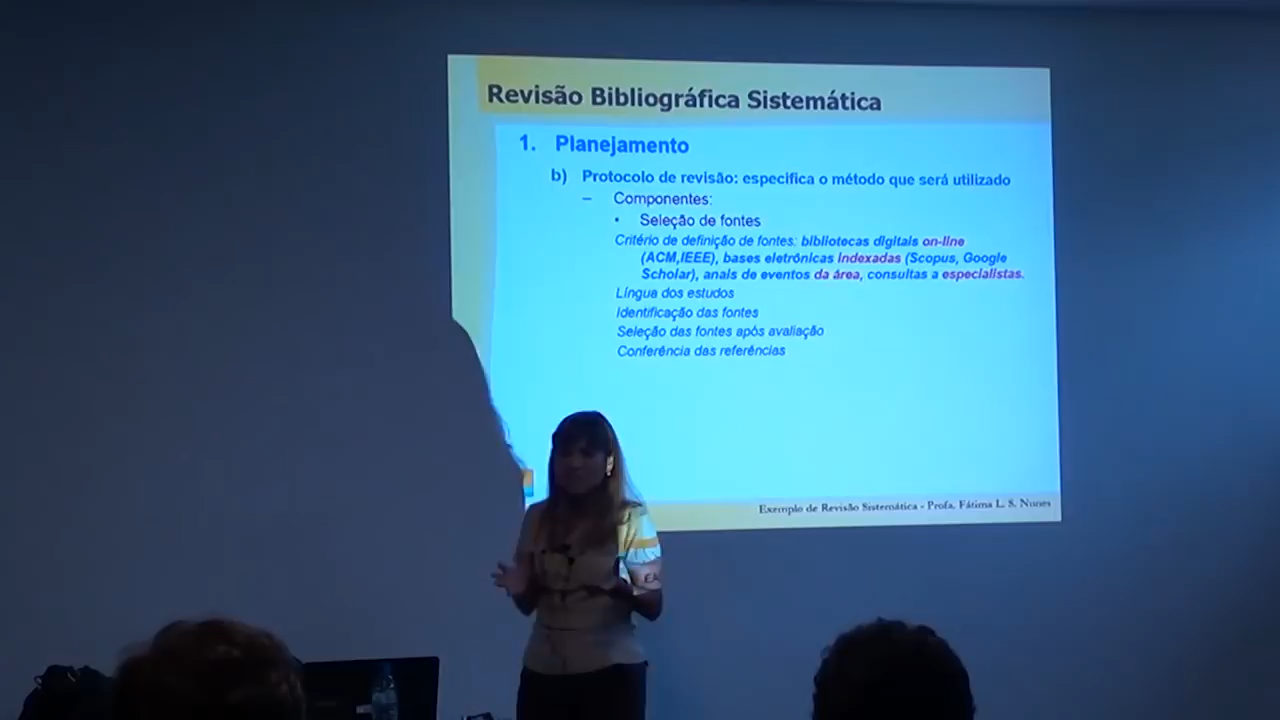 Revisão Bibliográfica Sistemática
1. Planejamento
b) Protocolo de revisão: especifica o método que será utilizado
– Componentes:
• Seleção de fontes
Critério de definição de fontes: bibliotecas digitais on-line
(ACM,IEEE), bases eletrônicas indexadas (Scopus, Google
Scholar), anais de eventos da área, consultas a especialistas.
Língua dos estudos
Identificação das fontes
Seleção das fontes após avaliação
Conferência das referências
Exemplo de Revisão Sistemática - Profa. Fátima L. S. Nunes